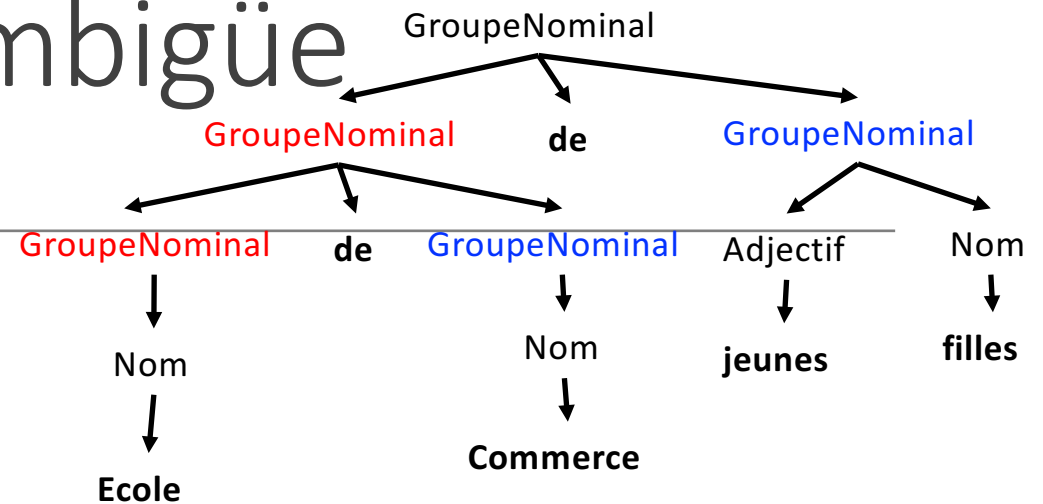 mbigüe
GroupeNominal
GroupeNominal de GroupeNominal
GroupeNominal de GroupeNominal Adjectif Nom
Nom Nom jeunes filles
Ecole Commerce